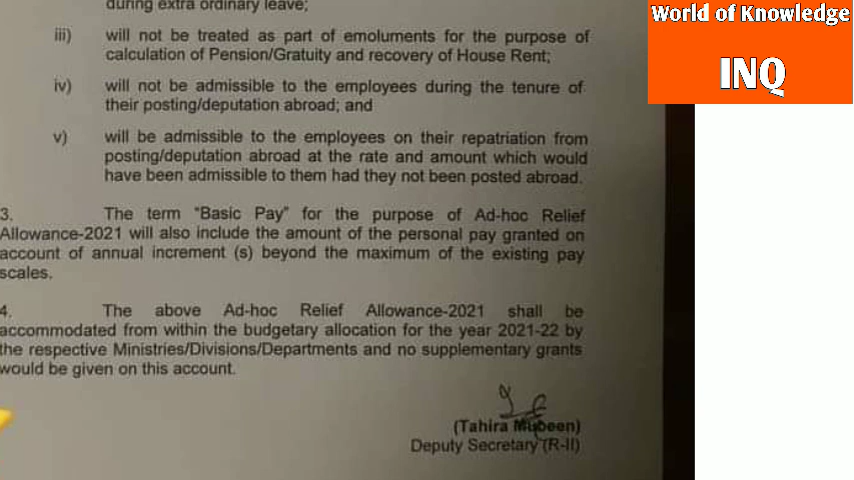 World of Knowledge
INQ
during extra ordinary leave;
iii) will not be treated as part of emoluments for the purpose of
calculation of Pension/Gratuity and recovery of House Rent;
iv) will not be admissible to the employees during the tenure of
their posting/deputation abroad; and
v) will be admissible to the employees on their repatriation from
posting/deputation abroad at the rate and amount which would
have been admissible to them had they not been posted abroad.
3. The term "Basic Pay" for the purpose of Ad-hoc Relief
Allowance-2021 will also include the amount of the personal pay granted on
account of annual increment (s) beyond the maximum of the existing pay
scales.
4. The above Ad-hoc Relief Allowance-2021 shall be
accommodated from within the budgetary allocation for the year 2021-22 by
the respective Ministries/Divisions/Departments and no supplementary grants
would be given on this account.
(Tahira Mubeen)
Deputy Secretary (R-II)